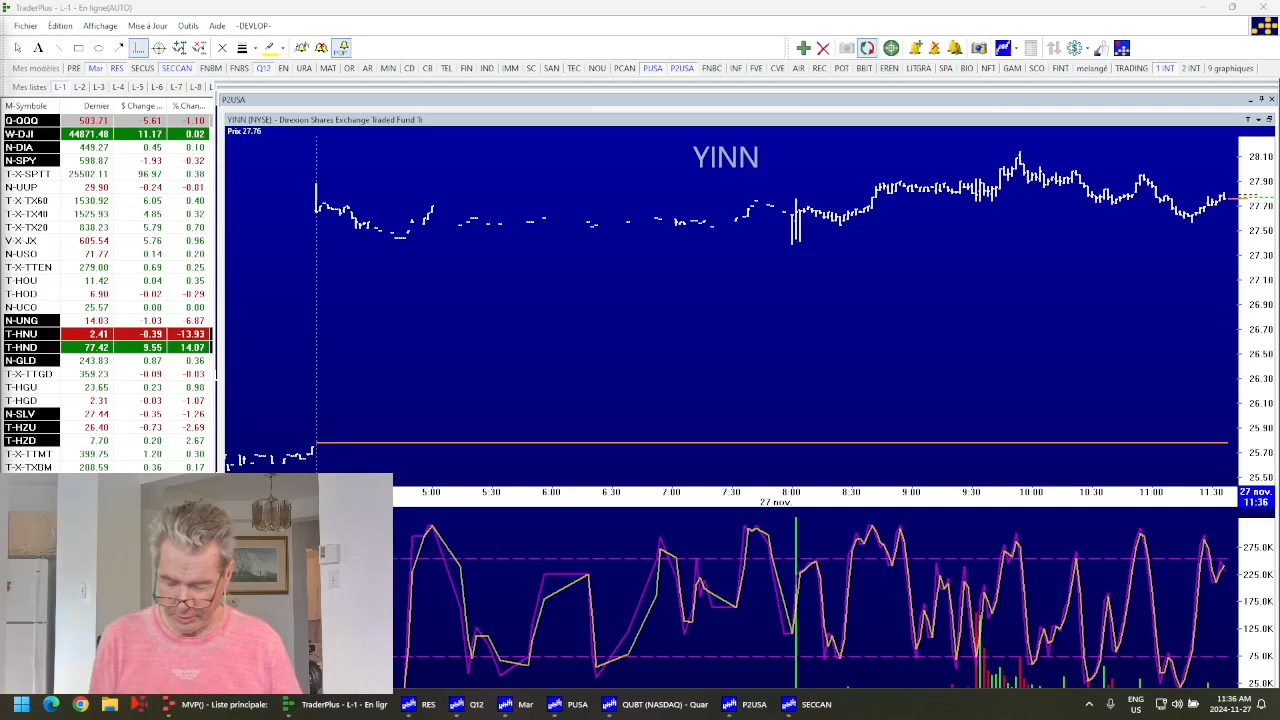 TraderPlus - L-1 - En ligne(AUTO)
Fichier Édition Affichage Mise à jour Outils Aide -DEVLOP-
Mes modèles PRE Mar RES SECUS SECCAN FNBM FNBS Q12 EN URA MAT OR AR MIN CP CU TEL FIN IND IMM SC SAN TEC NOU PCAN PUSA P2USA FNBC INF FVE CVE AIR REC POT BBIT EREN LITGRA SITG MA BIO NET GAM SCO FINT melangé TRADING 1 INT 2 INT 9 graphiques
Mes listes L-1 L-2 L-3 L-4 L-5 L-6 L-7 L-8
P2USA
M-Symbole Dernier $ Change ... % Chan...
YINN (NYSE) - Direxion Shares Exchange Traded Fund Tr
Prix 27.76
YINN
Q-QQQ 503.71 5.61 -1.10
W-DJI 44871.48 11.17 0.02
N-DIA 449.27 0.45 0.10
N-SPY 598.87 -1.93 -0.32
T-X-SPTT 25502.11 96.97 0.38
N-UUP 29.90 -0.24 -0.81
T-X-TX60 1530.92 6.05 0.40
T-X-TX40 1525.93 4.85 0.32
T-X-TX20 838.23 5.79 0.70
V-X-JX 605.54 5.76 0.96
N-USO 71.77 0.14 0.20
T-X-TTEN 279.00 0.69 0.25
T-HOU 11.42 0.04 0.35
T-HOD 6.90 -0.02 -0.29
N-UCO 25.57 0.00 0.00
N-UNG 14.03 -1.03 -6.87
T-HNU 2.41 -0.39 -13.93
T-HND 77.42 9.55 14.07
N-GLD 243.83 0.87 0.36
T-X-TTGD 359.23 -0.09 -0.03
T-HGU 23.65 0.23 0.98
T-HGD 2.31 -0.03 -1.07
N-SLV 27.44 -0.35 -1.26
T-HZU 26.40 -0.73 -2.69
T-HZD 7.70 0.20 2.67
T-X-TTMT 399.75 1.20 0.30
T-X-TXBM 208.59 0.36 0.17
28.10
27.90
27.70
27.50
27.30
27.10
26.90
26.70
26.50
26.30
26.10
25.90
25.70
25.50
5:00 5:30 6:00 6:30 7:00 7:30 8:00 8:30 9:00 9:30 10:00 10:30 11:00 11:30
27 nov.
27 nov.
11:36
275.0K
225.0K
175.0K
125.0K
75.0K
25.0K
MVP() - Liste principale: TraderPlus - L-1 - En ligr RES Q12 Mar PUSA QUBT (NASDAQ) - Quar P2USA SECCAN
ENG
US
11:36 AM
2024-11-27